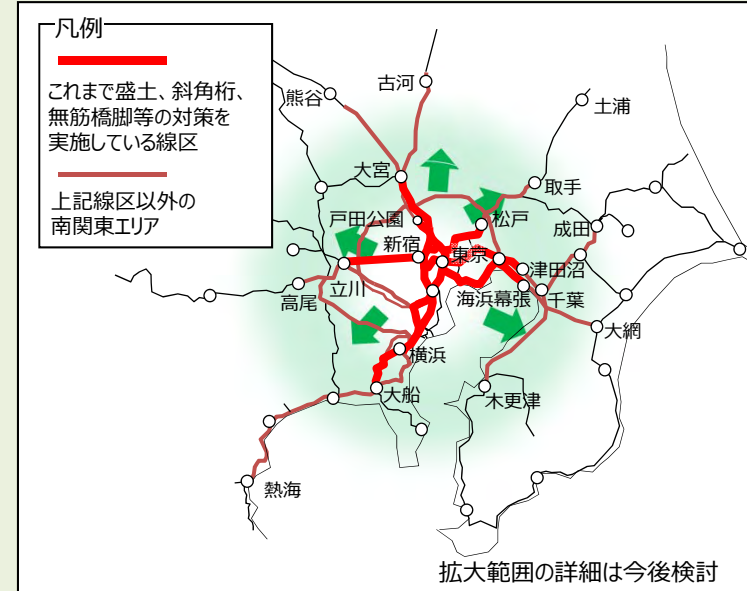 凡例
これまで盛土、斜角桁、
無筋橋脚等の対策を
実施している線区
上記線区以外の
南関東エリア
古河
熊谷
土浦
大宮
取手
戸田公園
松戸
成田
新宿
東京
津田沼
立川
海浜幕張
千葉
高尾
大網
横浜
大船
木更津
熱海
拡大範囲の詳細は今後検討